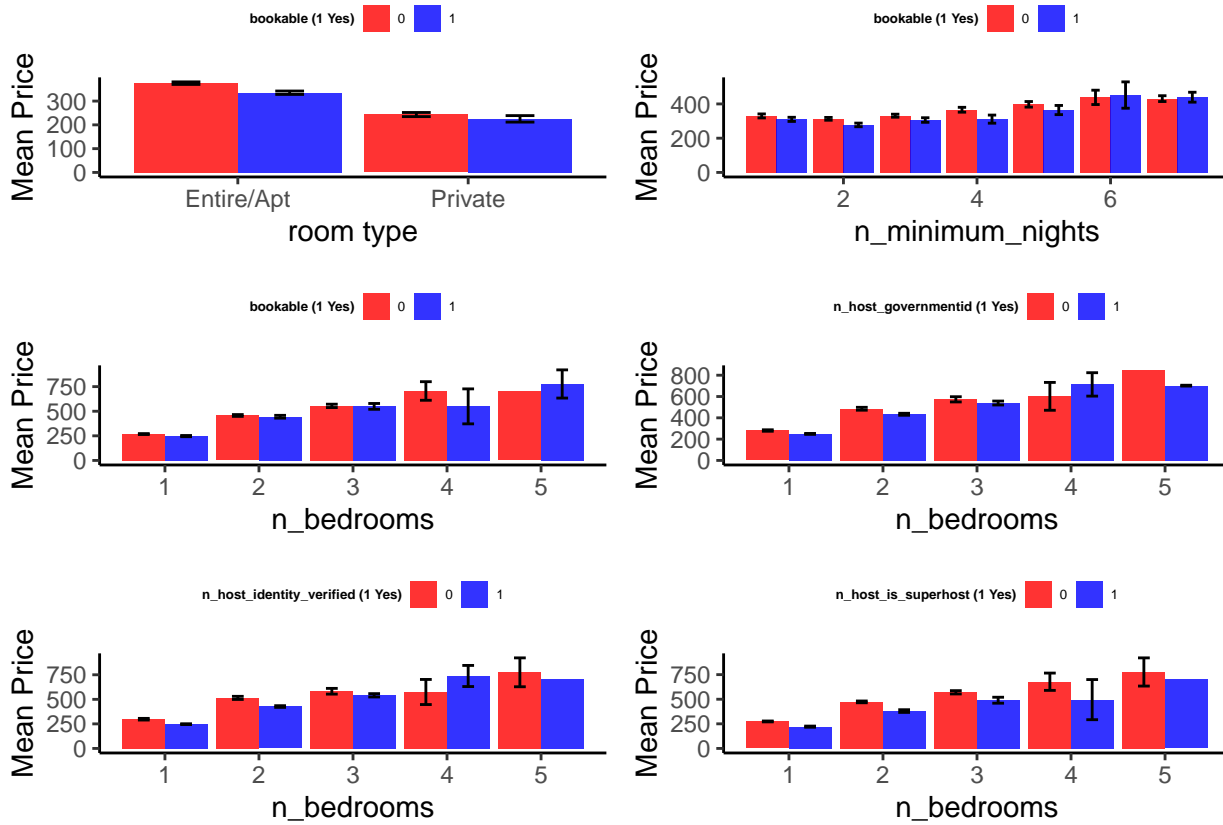 bookable (1 Yes) 0 1
Mean Price
300
200
100
0
Entire/Apt Private
room type
bookable (1 Yes) 0 1
Mean Price
400
200
0
2 4 6
n_minimum_nights
bookable (1 Yes) 0 1
Mean Price
750
500
250
0
1 2 3 4 5
n_bedrooms
n_host_governmentid (1 Yes) 0 1
Mean Price
800
600
400
200
0
1 2 3 4 5
n_bedrooms
n_host_identity_verified (1 Yes) 0 1
Mean Price
750
500
250
0
1 2 3 4 5
n_bedrooms
n_host_is_superhost (1 Yes) 0 1
Mean Price
750
500
250
0
1 2 3 4 5
n_bedrooms